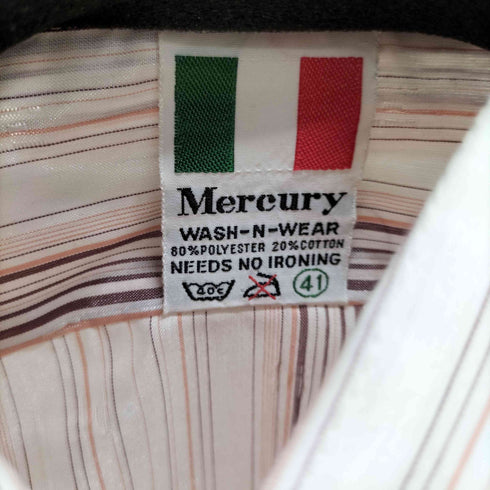 Mercury
WASH-N-WEAR
80%POLYESTER 20%COTTON
NEEDS NO IRONING
40C 41